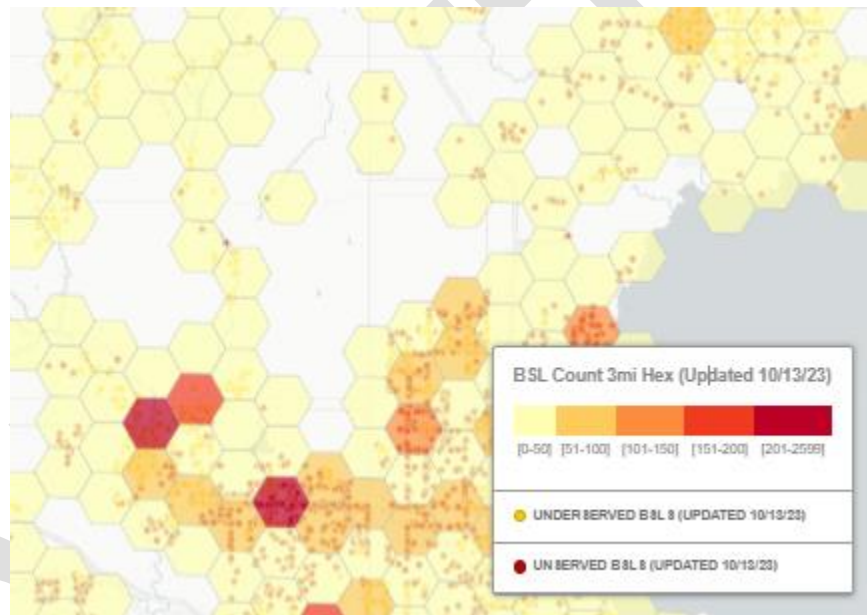 BSL Count 3mi Hex (Updated 10/13/23)
[0-50] [51-100] [101-150] [151-200] [201-2599]
UNDERSERVED BSLS (UPDATED 10/13/23)
UNSERVED BSLS (UPDATED 10/13/23)